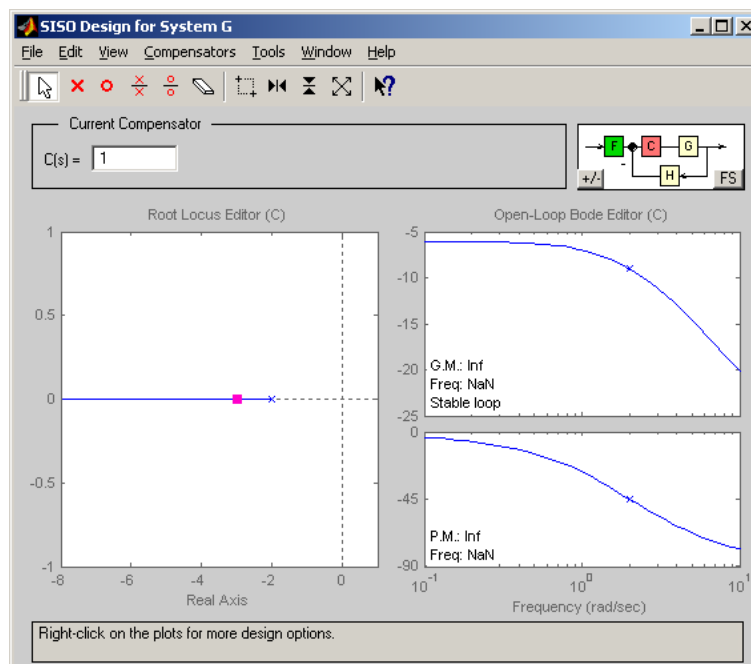 SISO Design for System G
File Edit View Compensators Tools Window Help
Current Compensator
C(s) = 1
F C G
+/- H FS
Root Locus Editor (C)
1
0.5
0
-0.5
-1
-8 -6 -4 -2 0
Real Axis
Open-Loop Bode Editor (C)
-5
-10
-15
-20
-25
G.M.: Inf
Freq: NaN
Stable loop
0
-45
-90
P.M.: Inf
Freq: NaN
10^-1 10^0 10^1
Frequency (rad/sec)
Right-click on the plots for more design options.